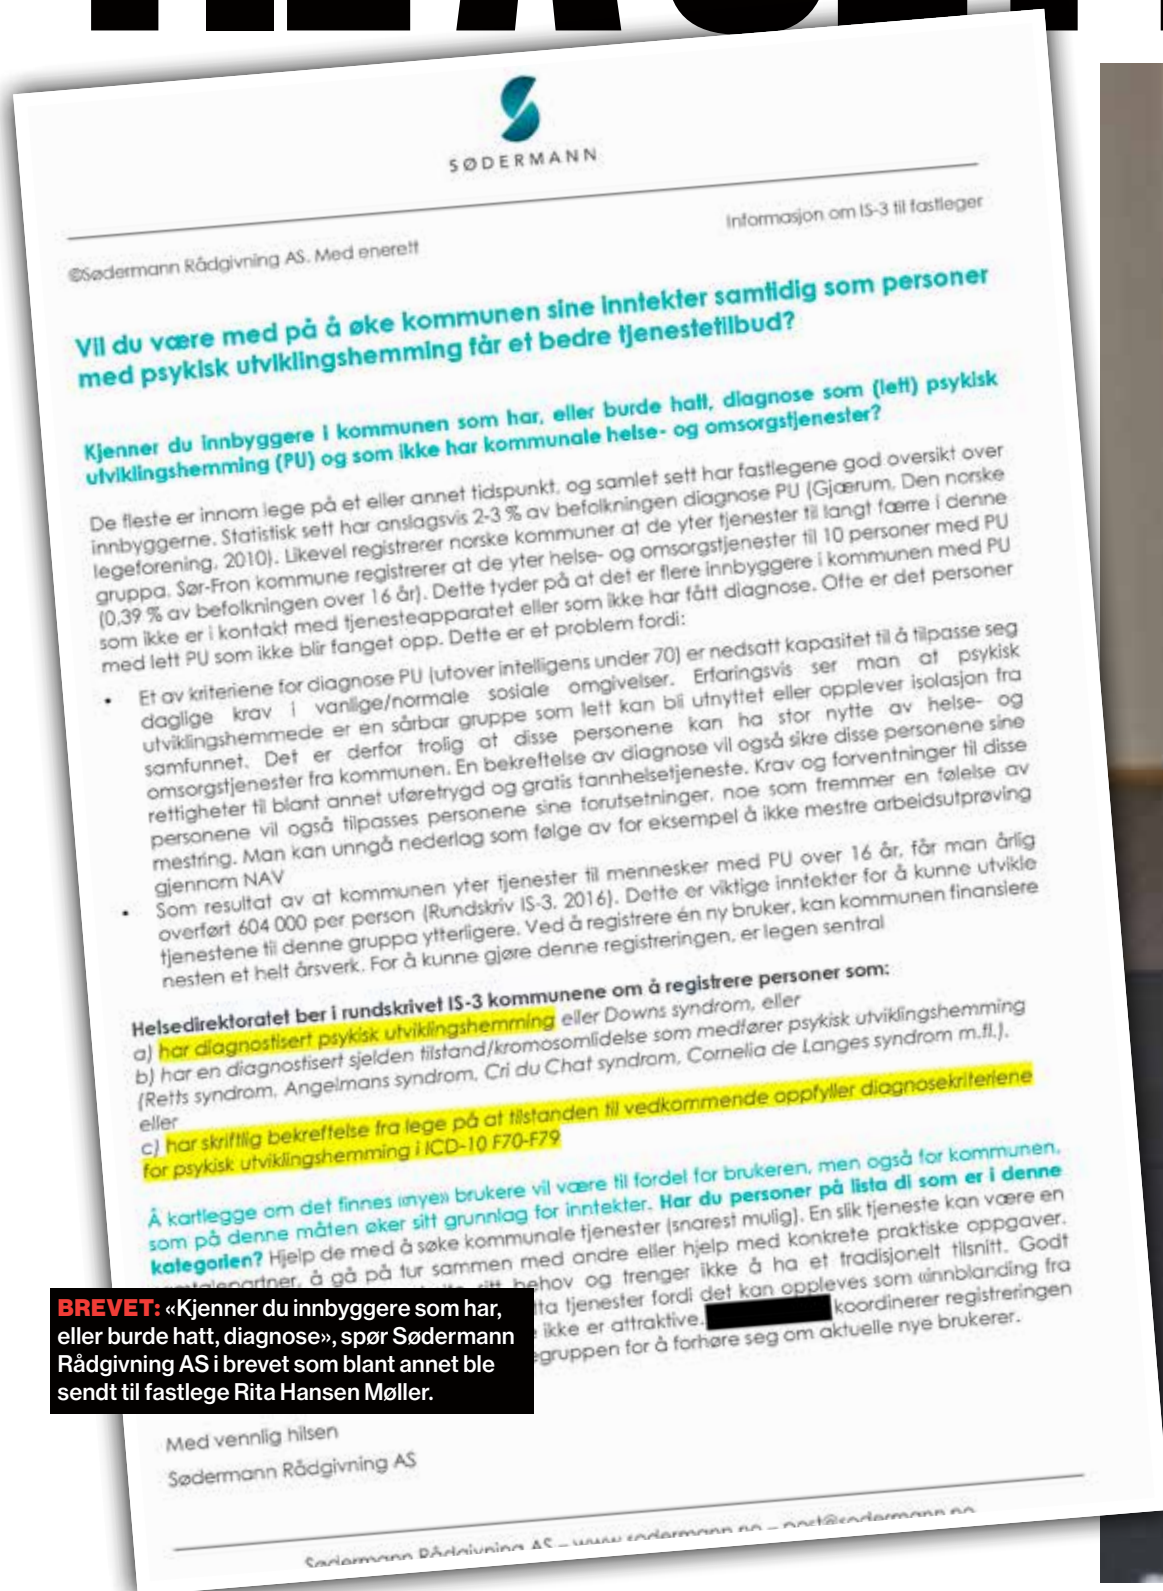 SØDERMANN
©Sødermann Rådgivning AS. Med enerett
Informasjon om IS-3 til fastleger
Vil du være med på å øke kommunen sine inntekter samtidig som personer
med psykisk utviklingshemming får et bedre tjenestetilbud?
Kjenner du innbyggere i kommunen som har, eller burde hatt, diagnose som (lett) psykisk
utviklingshemming (PU) og som ikke har kommunale helse- og omsorgstjenester?
De fleste er innom lege på et eller annet tidspunkt, og samlet sett har fastlegene god oversikt over
innbyggerne. Statistisk sett har anslagsvis 2-3 % av befolkningen diagnose PU (Gjærum, Den norske
legeforening, 2010). Likevel registrerer norske kommuner at de yter tjenester til langt færre i denne
gruppa. Sør-Fron kommune registrerer at de yter helse- og omsorgstjenester til 10 personer med PU
(0,39 % av befolkningen over 16 år). Dette tyder på at det er flere innbyggere i kommunen med PU
som ikke er i kontakt med tjenesteapparatet eller som ikke har fått diagnose. Ofte er det personer
med lett PU som ikke blir fanget opp. Dette er et problem fordi:
• Et av kriteriene for diagnose PU (utover intelligens under 70) er nedsatt kapasitet til å tilpasse seg
daglige krav i vanlige/normale sosiale omgivelser. Erfaringsvis ser man at psykisk
utviklingshemmede er en sårbar gruppe som lett kan bli utnyttet eller opplever isolasjon fra
samfunnet. Det er derfor trolig at disse personene kan ha stor nytte av helse- og
omsorgstjenester fra kommunen. En bekreftelse av diagnose vil også sikre disse personene sine
rettigheter til blant annet uføretrygd og gratis tannhelsetjeneste. Krav og forventninger til disse
personene vil også tilpasses personene sine forutsetninger, noe som fremmer en følelse av
mestring. Man kan unngå nederlag som følge av for eksempel å ikke mestre arbeidsutprøving
gjennom NAV
• Som resultat av at kommunen yter tjenester til mennesker med PU over 16 år, får man årlig
overført 604 000 per person (Rundskriv IS-3, 2016). Dette er viktige inntekter for å kunne utvikle
tjenestene til denne gruppa ytterligere. Ved å registrere én ny bruker, kan kommunen finansiere
nesten et helt årsverk. For å kunne gjøre denne registreringen, er legen sentral
Helsedirektoratet ber i rundskrivet IS-3 kommunene om å registrere personer som:
a) har diagnostisert psykisk utviklingshemming eller Downs syndrom, eller
b) har en diagnostisert sjelden tilstand/kromosomlidelse som medfører psykisk utviklingshemming
(Retts syndrom, Angelmans syndrom, Cri du Chat syndrom, Cornelia de Langes syndrom m.fl.),
eller
c) har skriftlig bekreftelse fra lege på at tilstanden til vedkommende oppfyller diagnosekriteriene
for psykisk utviklingshemming i ICD-10 F70-F79
Å kartlegge om det finnes «nye» brukere vil være til fordel for brukeren, men også for kommunen,
som på denne måten øker sitt grunnlag for inntekter. Har du personer på lista di som er i denne
kategorien? Hjelp de med å søke kommunale tjenester (snarest mulig). En slik tjeneste kan være en
å gå på tur sammen med andre eller hjelp med konkrete praktiske oppgaver.
behov og trenger ikke å ha et tradisjonelt tilsnitt. Godt
tjenester fordi det kan oppleves som «innblanding fra
ikke er attraktive. koordinerer registreringen
for å forhøre seg om aktuelle nye brukerer.
BREVET: «Kjenner du innbyggere som har,
eller burde hatt, diagnose», spør Sødermann
Rådgivning AS i brevet som blant annet ble
sendt til fastlege Rita Hansen Møller.
Med vennlig hilsen
Sødermann Rådgivning AS
Sødermann Rådgivning AS – www.sodermann.no – post@sodermann.no